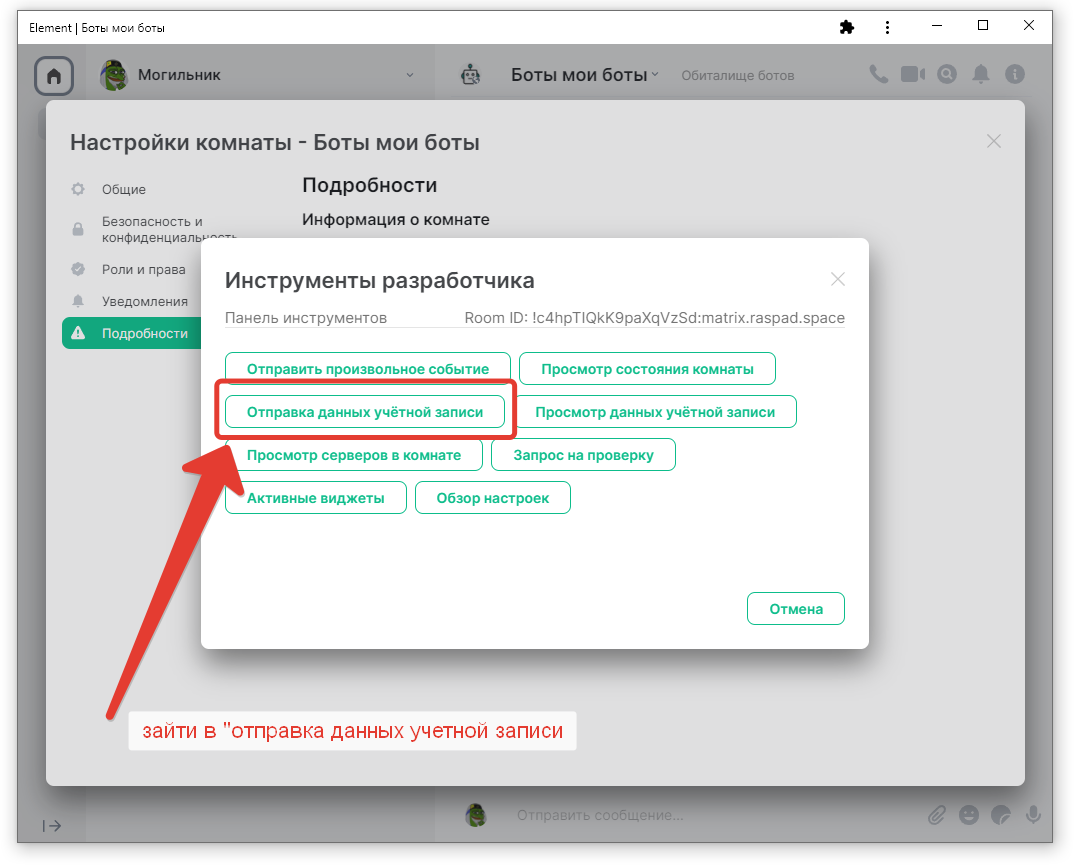 Element | Боты мои боты
Могильник
Боты мои боты
Обиталище ботов
Настройки комнаты - Боты мои боты
Общие
Безопасность и
конфиденциальность
Роли и права
Уведомления
Подробности
Подробности
Информация о комнате
Инструменты разработчика
Панель инструментов
Room ID: !c4hpTIQkK9paXqVzSd:matrix.raspad.space
Отправить произвольное событие
Просмотр состояния комнаты
Отправка данных учётной записи
Просмотр данных учётной записи
Просмотр серверов в комнате
Запрос на проверку
Активные виджеты
Обзор настроек
Отмена
зайти в "отправка данных учетной записи
Отправить сообщение...